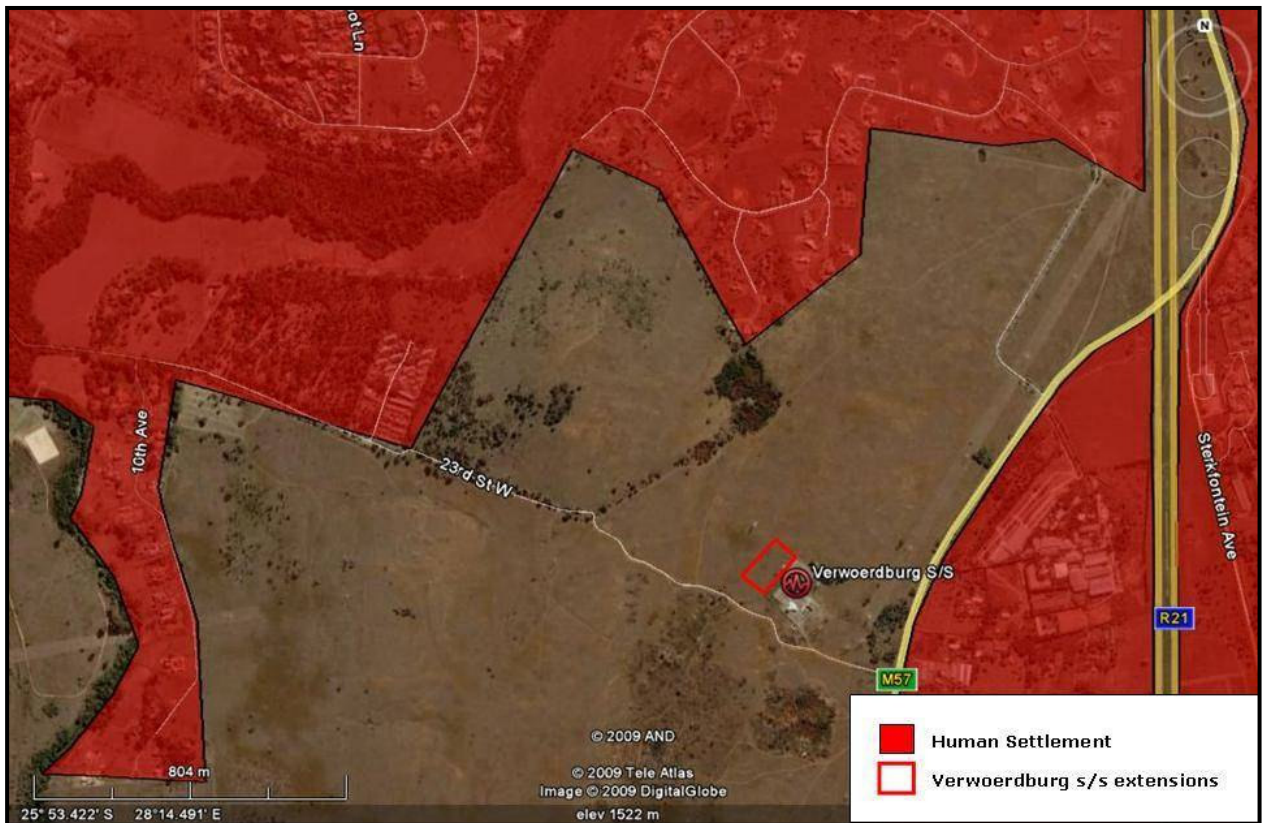 oot Ln
N
10th Ave
23rd St W
Verwoerdburg S/S
Sterkfontein Ave
R21
M57
Human Settlement
Verwoerdburg s/s extensions
© 2009 AND
© 2009 Tele Atlas
Image © 2009 DigitalGlobe
804 m
25° 53.422' S 28° 14.491' E
elev 1522 m